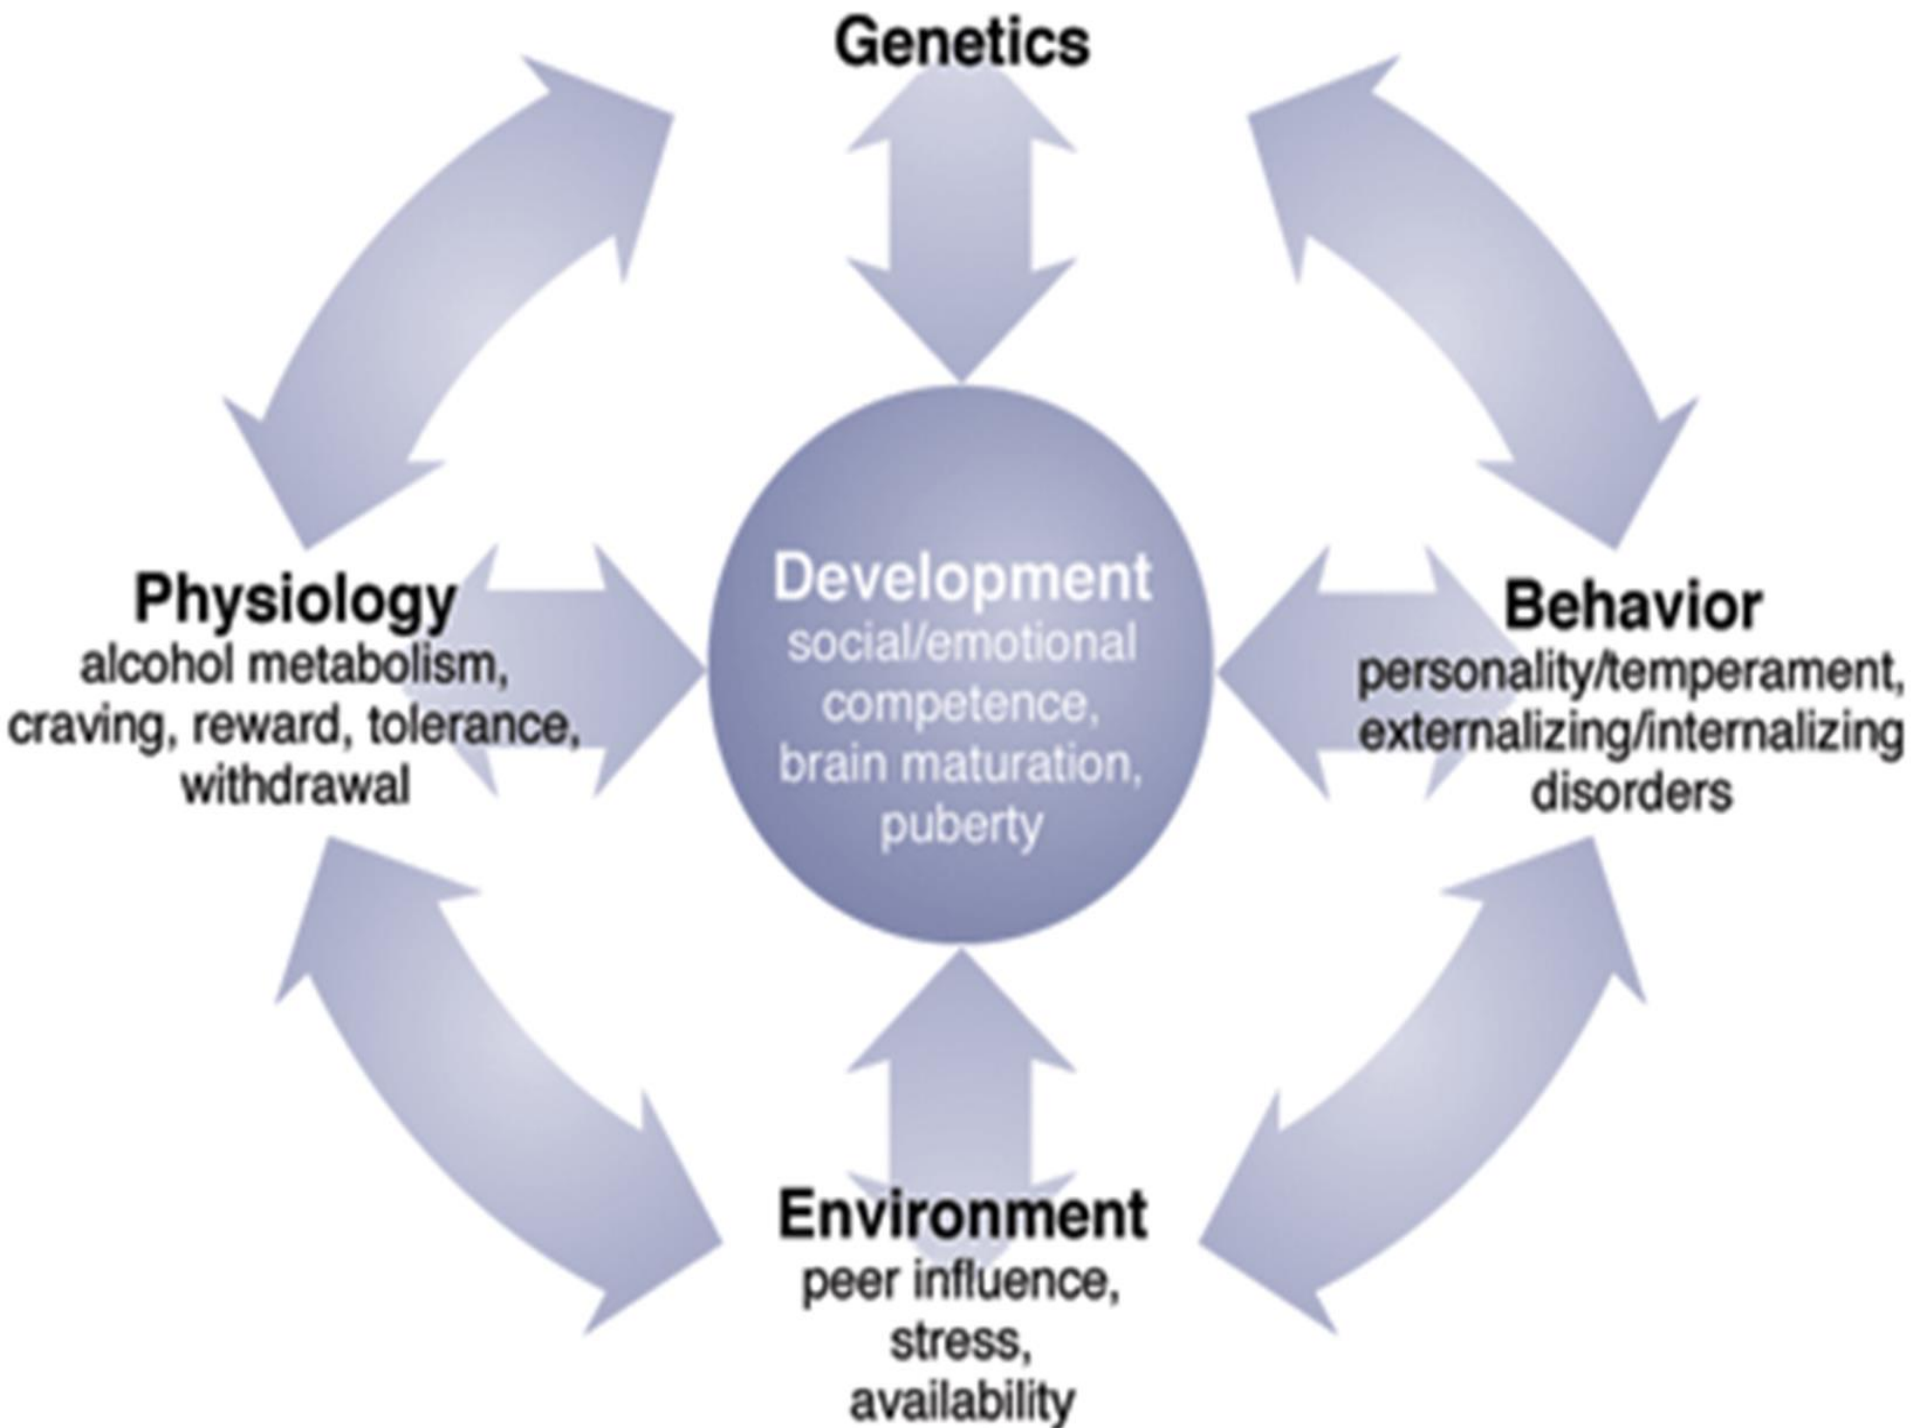 Genetics
Physiology
alcohol metabolism,
craving, reward, tolerance,
withdrawal
Development
social/emotional
competence,
brain maturation,
puberty
Behavior
personality/temperament,
externalizing/internalizing
disorders
Environment
peer influence,
stress,
availability